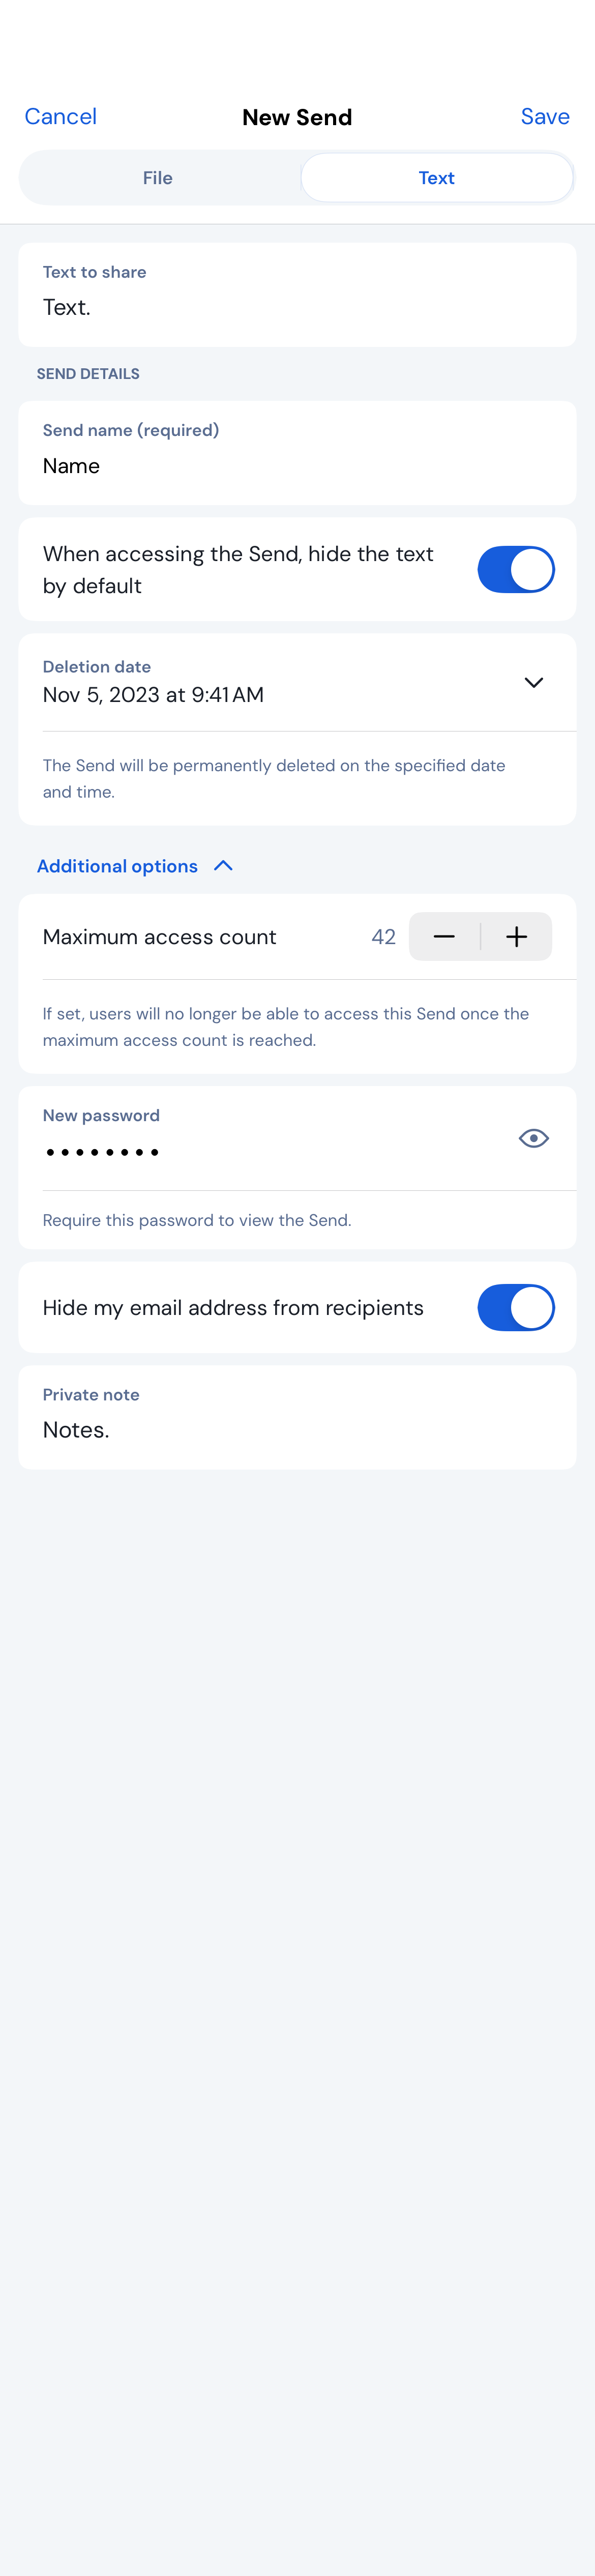 Cancel
New Send
Save
File
Text
Text to share
Text.
SEND DETAILS
Send name (required)
Name
When accessing the Send, hide the text
by default
Deletion date
Nov 5, 2023 at 9:41 AM
The Send will be permanently deleted on the specified date
and time.
Additional options
Maximum access count
42
If set, users will no longer be able to access this Send once the
maximum access count is reached.
New password
••••••••
Require this password to view the Send.
Hide my email address from recipients
Private note
Notes.